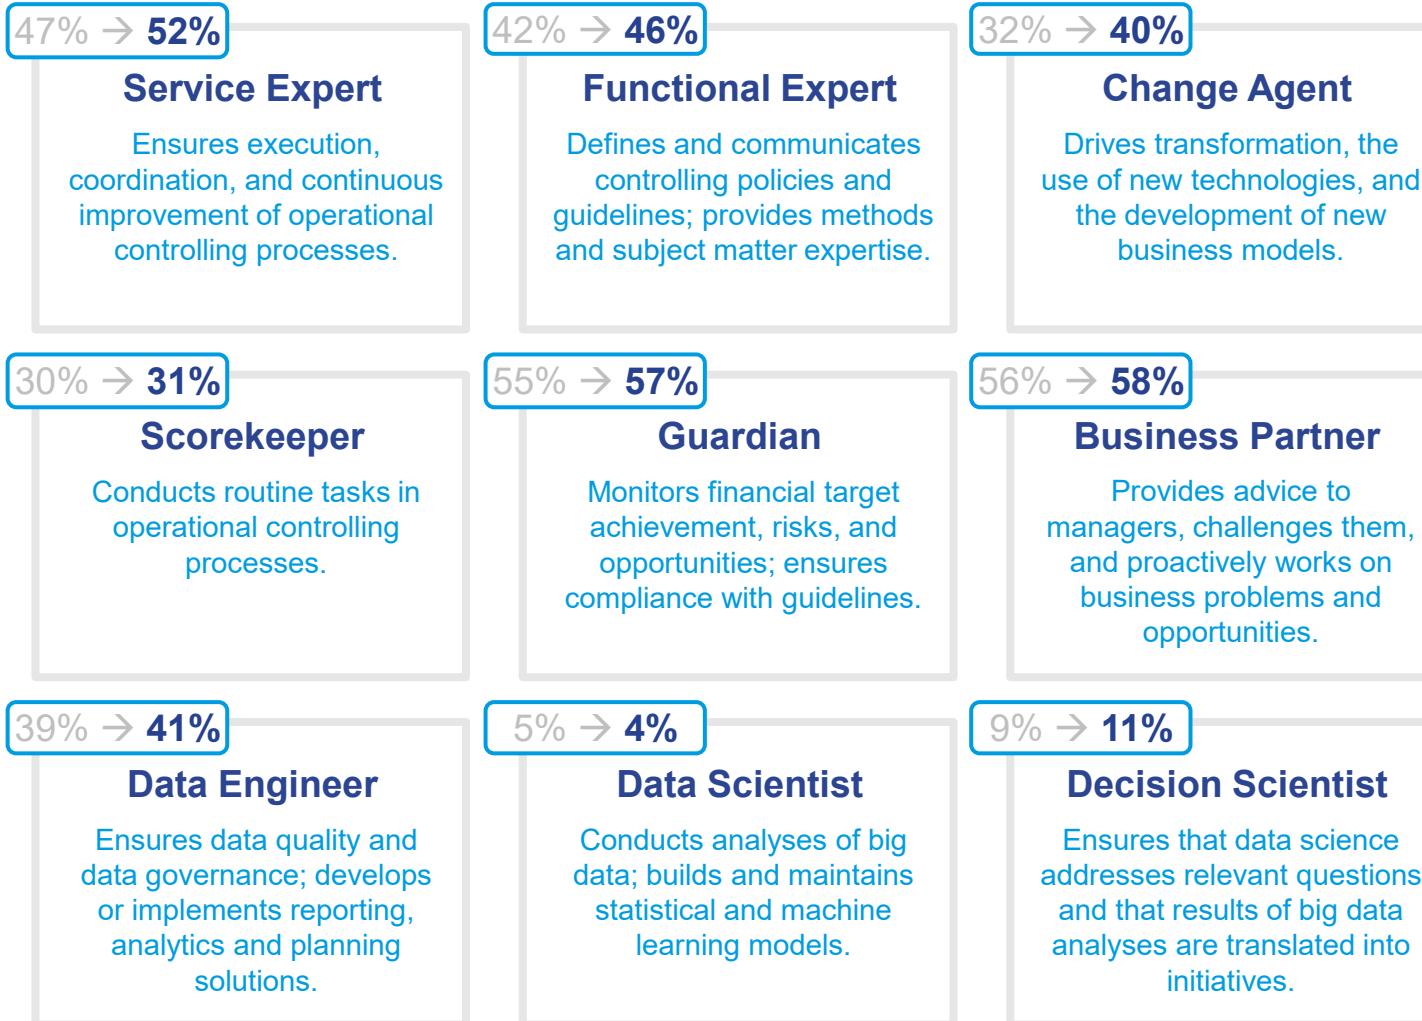 47% → 52%
Service Expert
Ensures execution,
coordination, and continuous
improvement of operational
controlling processes.
42% → 46%
Functional Expert
Defines and communicates
controlling policies and
guidelines; provides methods
and subject matter expertise.
32% → 40%
Change Agent
Drives transformation, the
use of new technologies, and
the development of new
business models.
30% → 31%
Scorekeeper
Conducts routine tasks in
operational controlling
processes.
55% → 57%
Guardian
Monitors financial target
achievement, risks, and
opportunities; ensures
compliance with guidelines.
56% → 58%
Business Partner
Provides advice to
managers, challenges them,
and proactively works on
business problems and
opportunities.
39% → 41%
Data Engineer
Ensures data quality and
data governance; develops
or implements reporting,
analytics and planning
solutions.
5% → 4%
Data Scientist
Conducts analyses of big
data; builds and maintains
statistical and machine
learning models.
9% → 11%
Decision Scientist
Ensures that data science
addresses relevant questions
and that results of big data
analyses are translated into
initiatives.